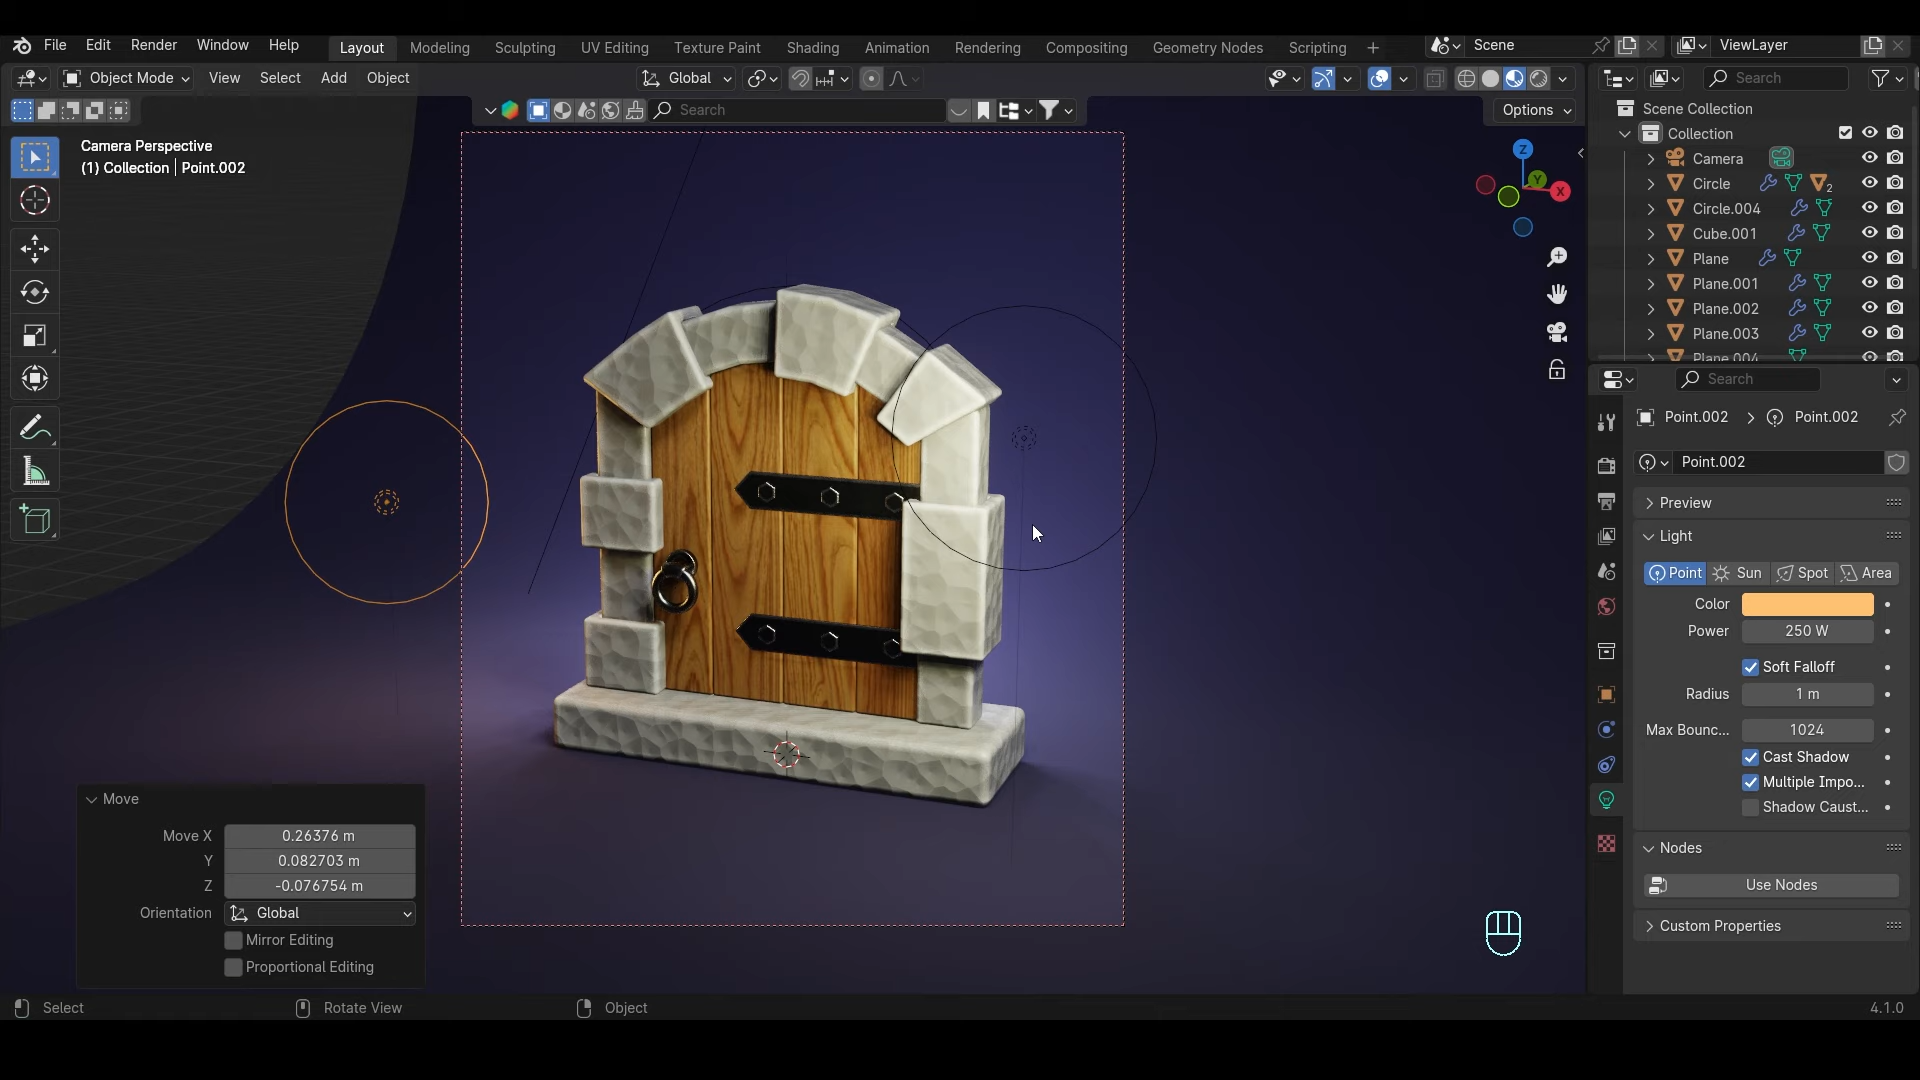 File Edit Render Window Help
Layout Modeling Sculpting UV Editing Texture Paint Shading Animation Rendering Compositing Geometry Nodes Scripting +
Scene
ViewLayer
Object Mode View Select Add Object
Global
Search
Search
Options
Camera Perspective
(1) Collection | Point.002
Z
Y
X
Scene Collection
Collection
Camera
Circle 2
Circle.004
Cube.001
Plane
Plane.001
Plane.002
Plane.003
Plane.004
Search
Point.002 > Point.002
Point.002
Preview
Light
Point Sun Spot Area
Color
Power 250 W
Soft Falloff
Radius 1 m
Max Bounc... 1024
Cast Shadow
Multiple Impo...
Shadow Caust...
Nodes
Use Nodes
Custom Properties
Move
Move X 0.26376 m
Y 0.082703 m
Z -0.076754 m
Orientation Global
Mirror Editing
Proportional Editing
Select Rotate View Object 4.1.0